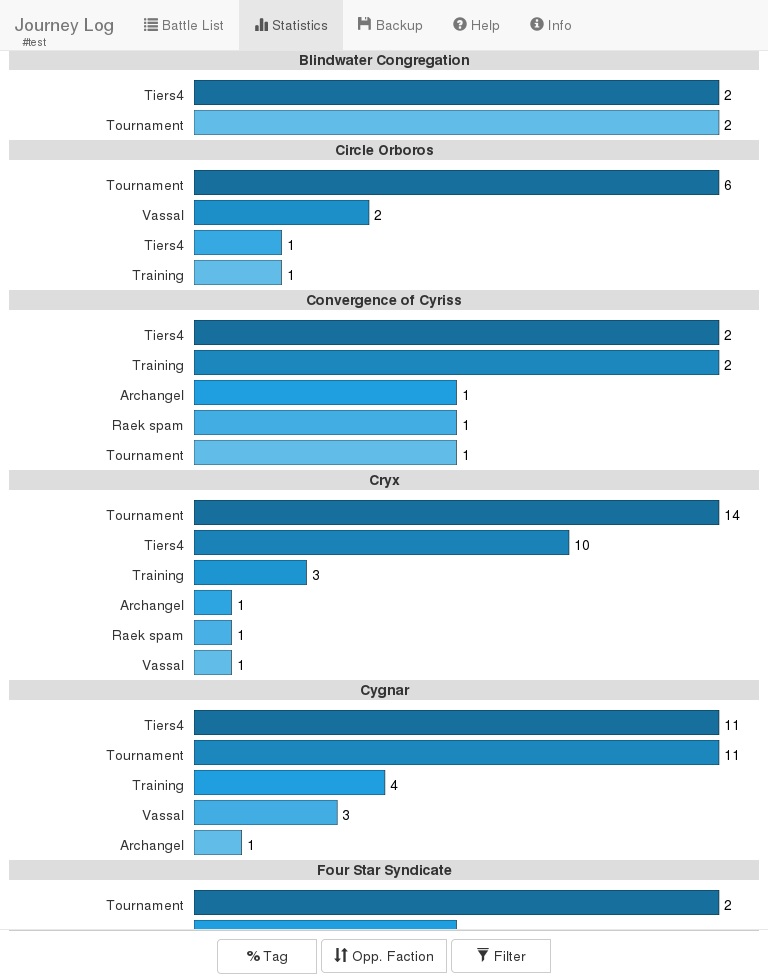 Journey Log
#test
Battle List
Statistics
Backup
Help
Info
Blindwater Congregation
Tiers4 2
Tournament 2
Circle Orboros
Tournament 6
Vassal 2
Tiers4 1
Training 1
Convergence of Cyriss
Tiers4 2
Training 2
Archangel 1
Raek spam 1
Tournament 1
Cryx
Tournament 14
Tiers4 10
Training 3
Archangel 1
Raek spam 1
Vassal 1
Cygnar
Tiers4 11
Tournament 11
Training 4
Vassal 3
Archangel 1
Four Star Syndicate
Tournament 2
% Tag
Opp. Faction
Filter